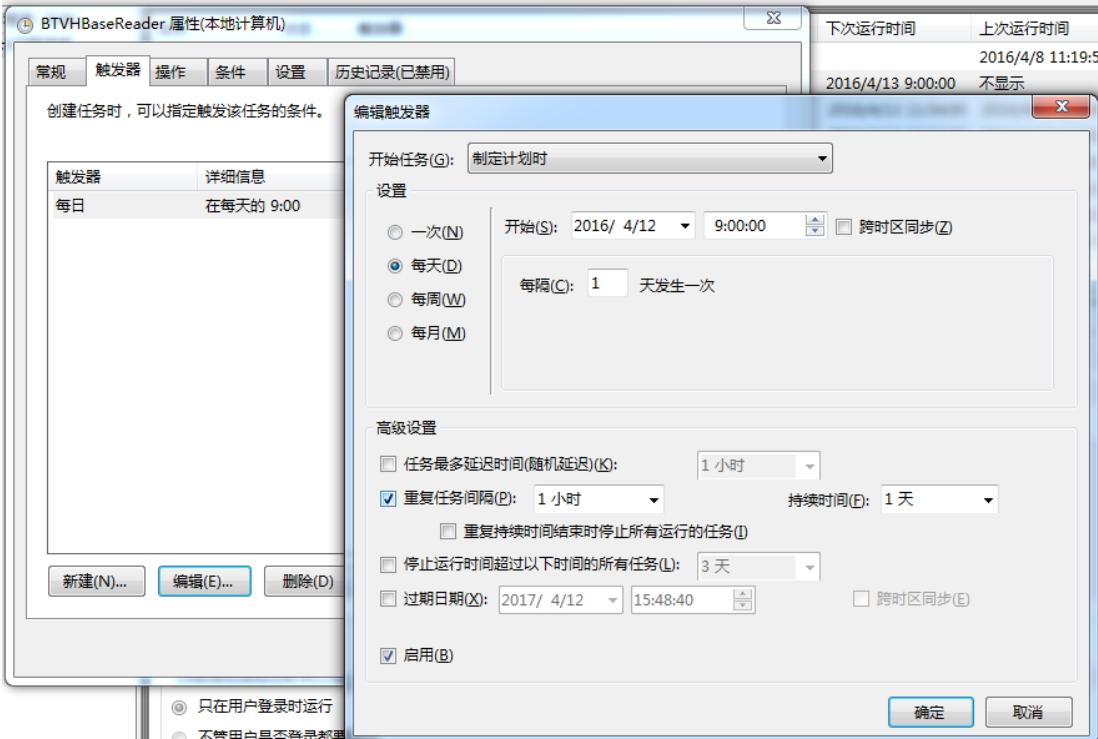 BTVHBaseReader 属性(本地计算机)
下次运行时间 上次运行时间
2016/4/8 11:19:5
2016/4/13 9:00:00 不显示
常规 触发器 操作 条件 设置 历史记录(已禁用)
创建任务时，可以指定触发该任务的条件。
触发器 详细信息
每日 在每天的 9:00
新建(N)... 编辑(E)... 删除(D)
只在用户登录时运行
不管用户是否登录都要
编辑触发器
开始任务(G): 制定计划时
设置
一次(N)
每天(D)
每周(W)
每月(M)
开始(S): 2016/ 4/12 9:00:00 跨时区同步(Z)
每隔(C): 1 天发生一次
高级设置
任务最多延迟时间(随机延迟)(K): 1 小时
重复任务间隔(P): 1 小时 持续时间(F): 1 天
重复持续时间结束时停止所有运行的任务(I)
停止运行时间超过以下时间的所有任务(L): 3 天
过期日期(X): 2017/ 4/12 15:48:40 跨时区同步(E)
启用(B)
确定 取消